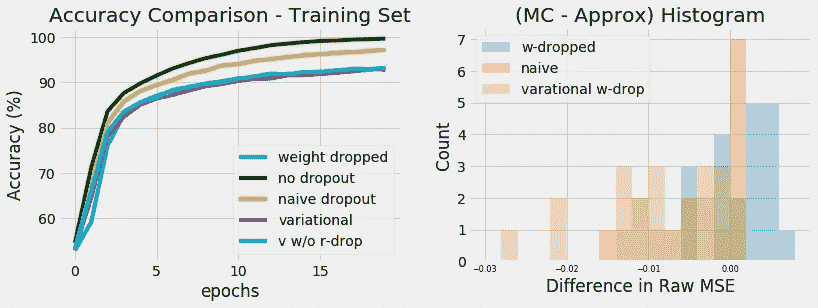 Accuracy Comparison - Training Set
100
90
80
70
60
Accuracy (%)
weight dropped
no dropout
naive dropout
variational
v w/o r-drop
0
5
10
15
epochs
(MC - Approx) Histogram
7
6
5
4
3
2
1
0
Count
w-dropped
naive
varational w-drop
−0.03
−0.02
−0.01
0.00
Difference in Raw MSE